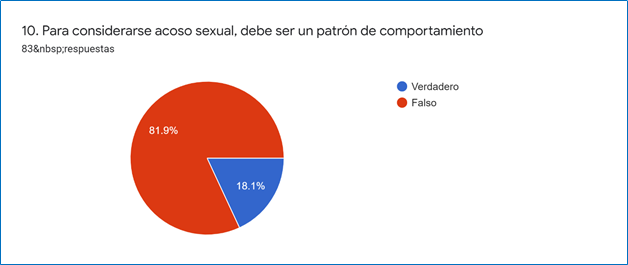 10. Para considerarse acoso sexual, debe ser un patrón de comportamiento
83&nbsp;respuestas
Verdadero
Falso
81.9%
18.1%